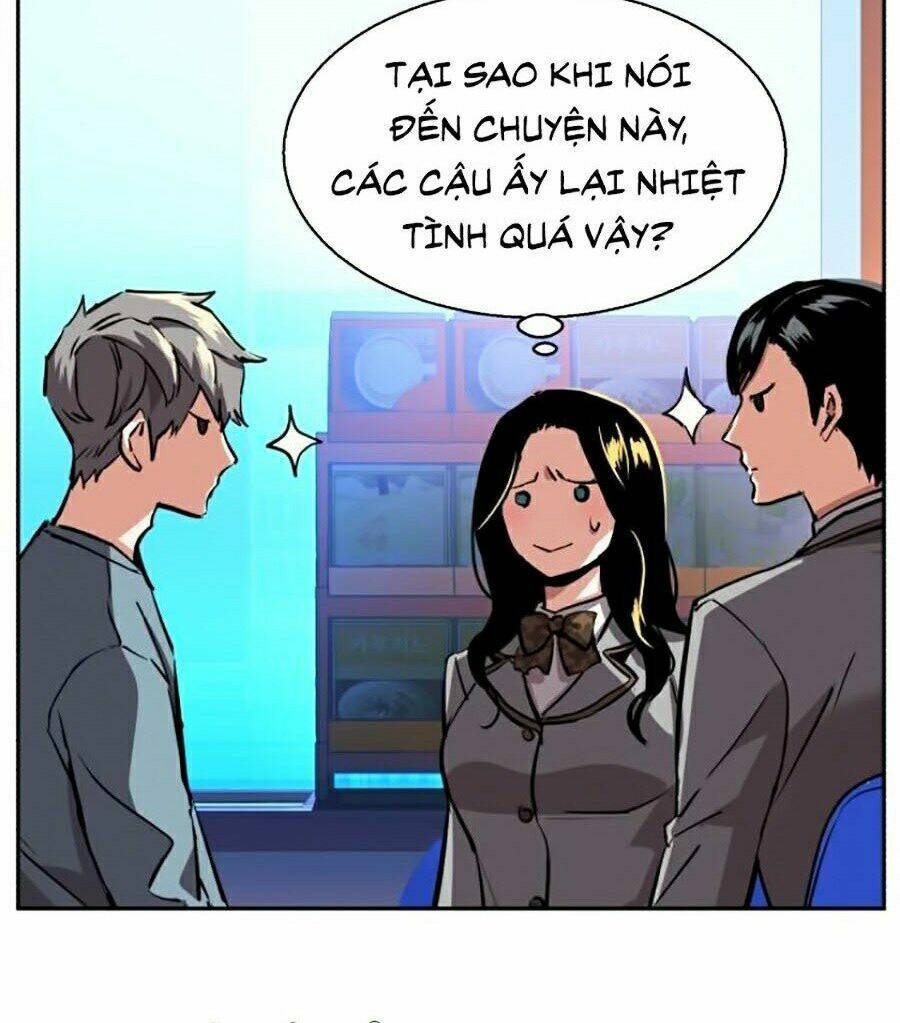 TẠI SAO KHI NÓI
ĐẾN CHUYỆN NÀY,
CÁC CẬU ẤY LẠI NHIỆT
TÌNH QUÁ VẬY?